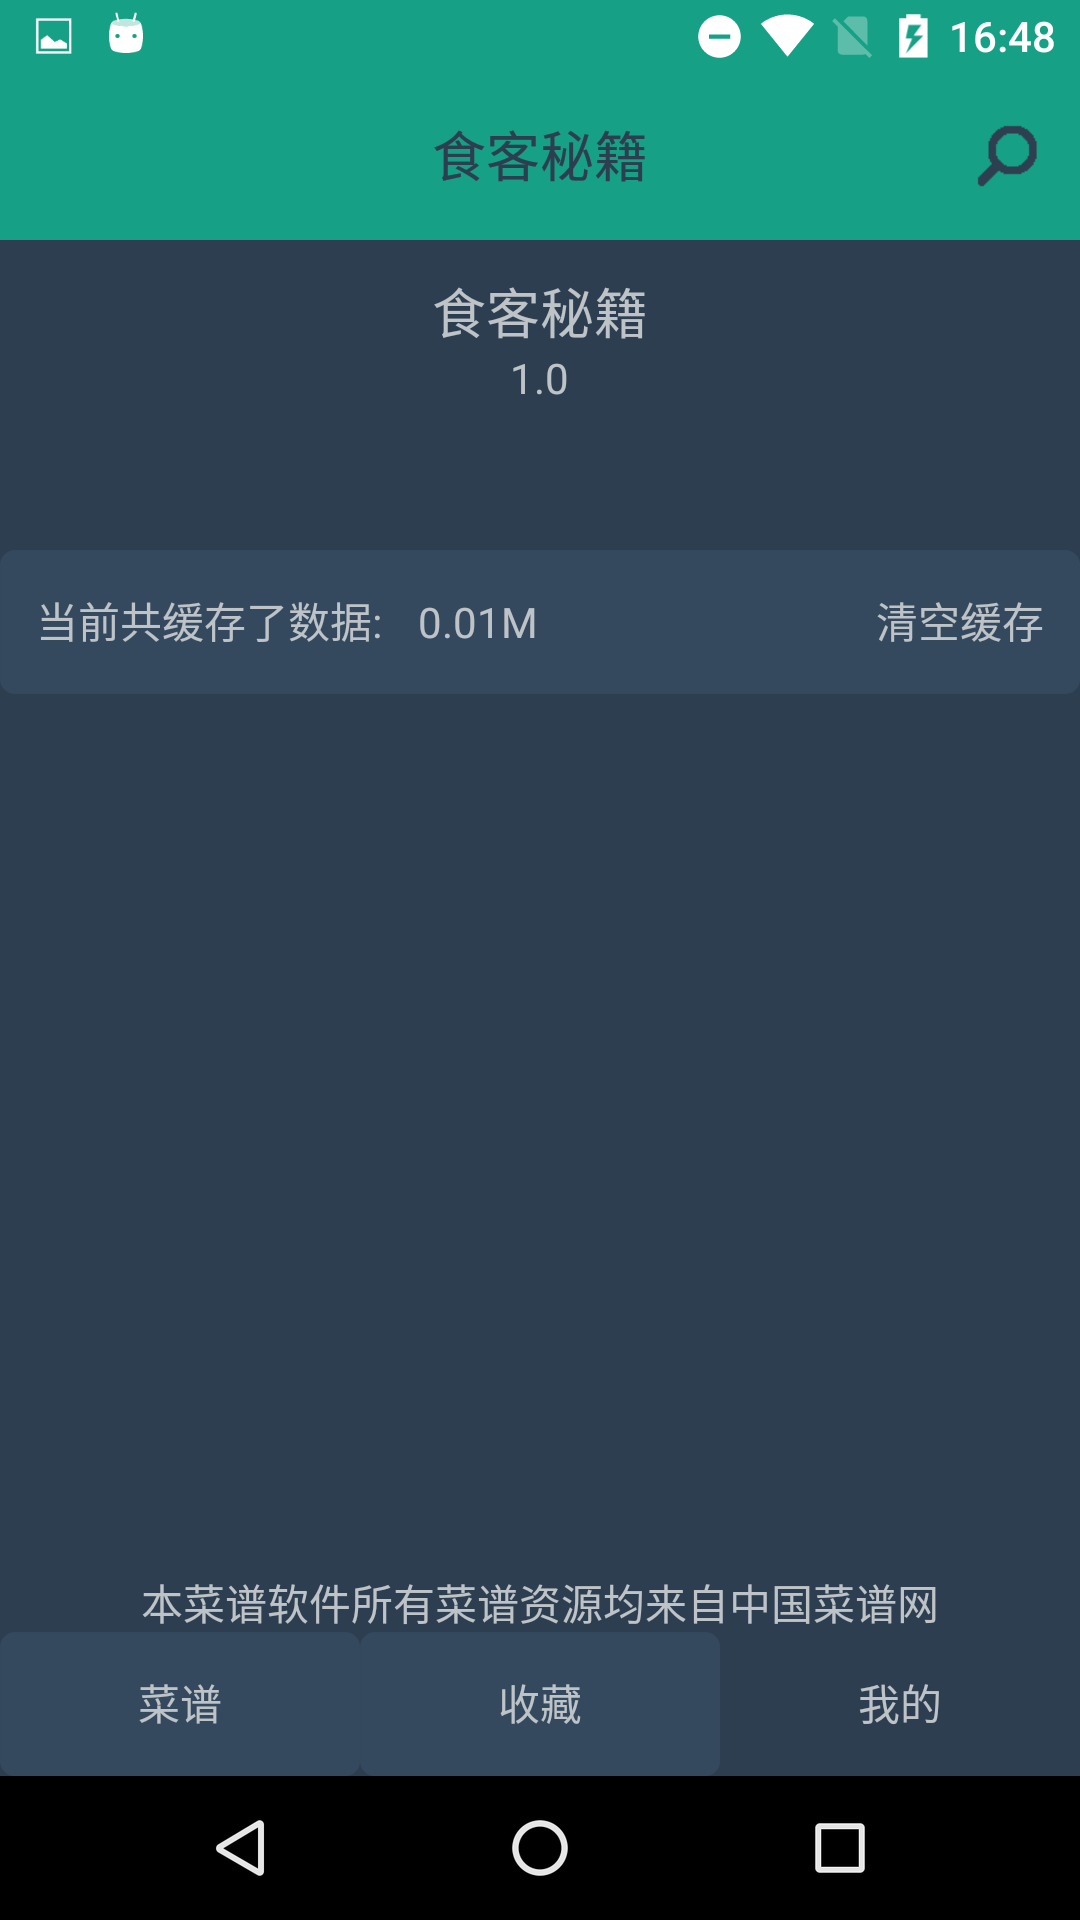 16:48
食客秘籍
食客秘籍
1.0
当前共缓存了数据: 0.01M 清空缓存
本菜谱软件所有菜谱资源均来自中国菜谱网
菜谱 收藏 我的